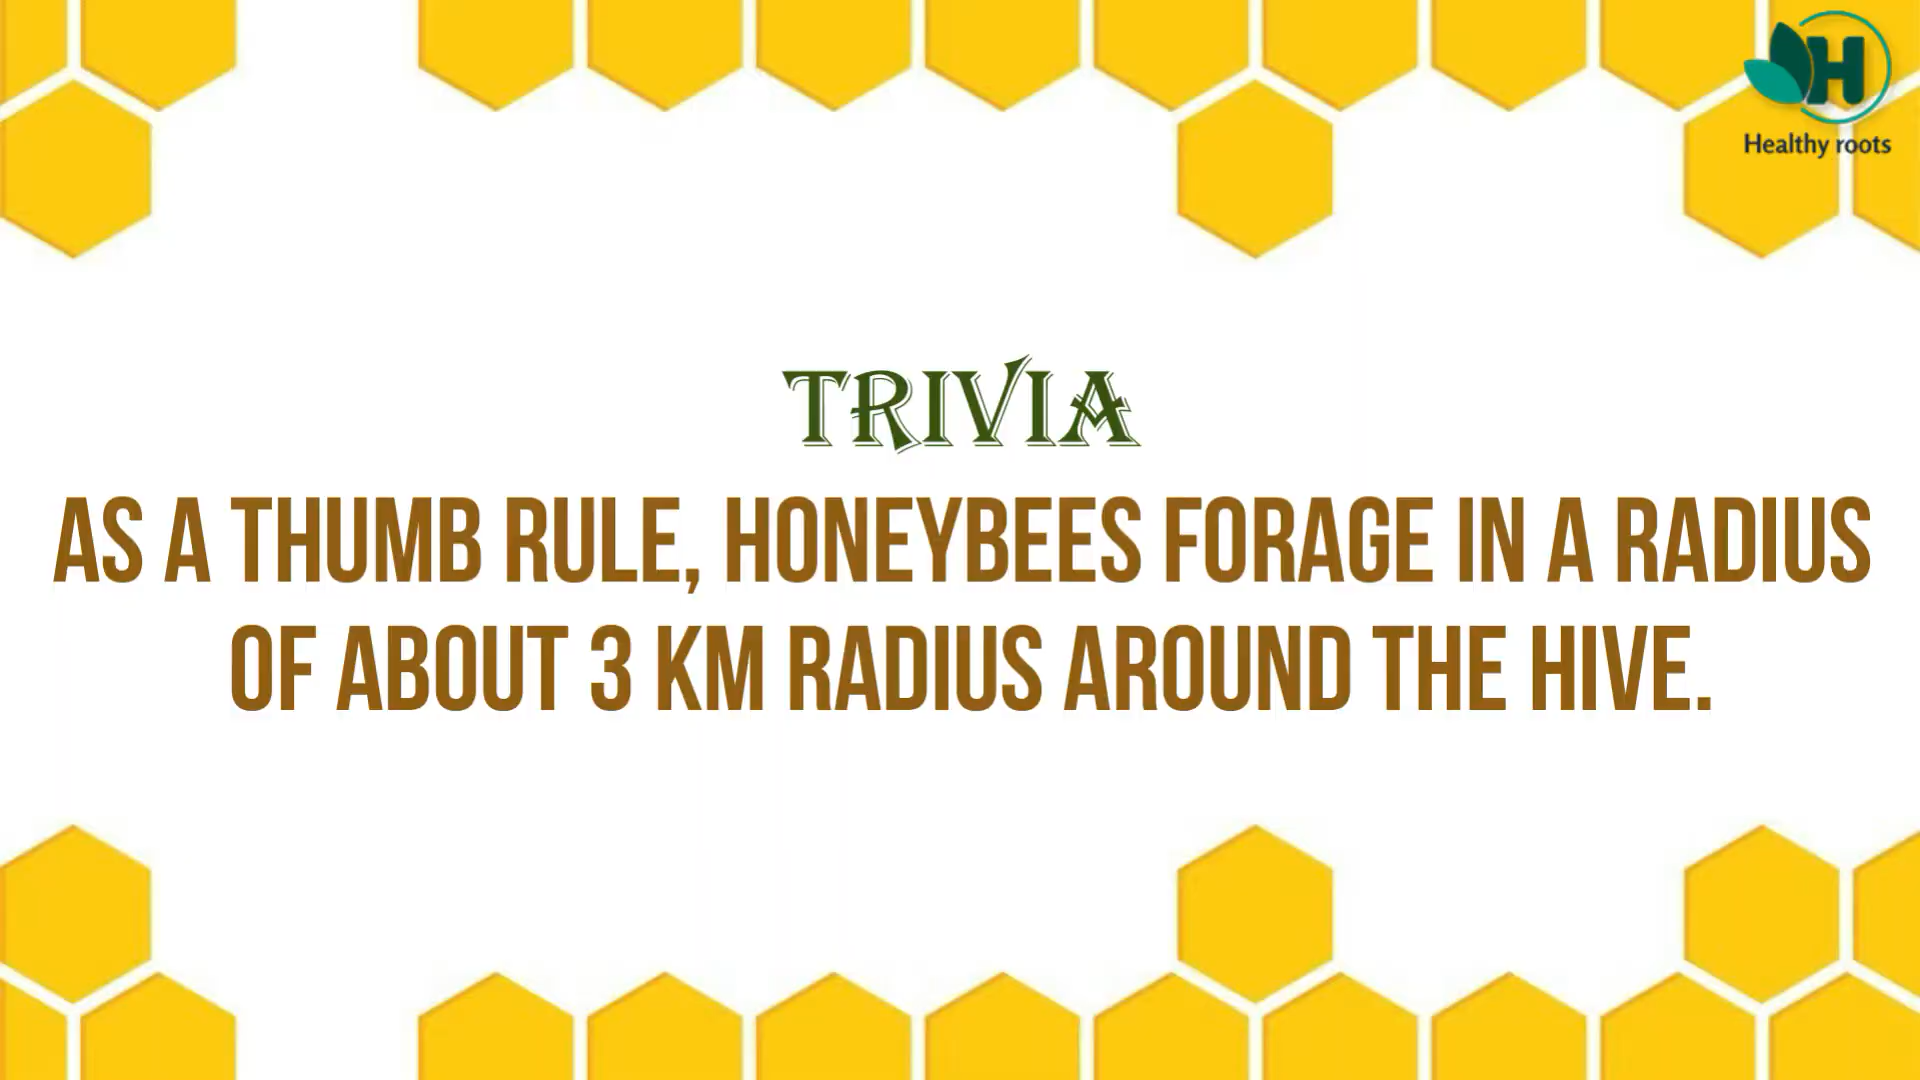 H
Healthy roots
TRIVIA
AS A THUMB RULE, HONEYBEES FORAGE IN A RADIUS
OF ABOUT 3 KM RADIUS AROUND THE HIVE.